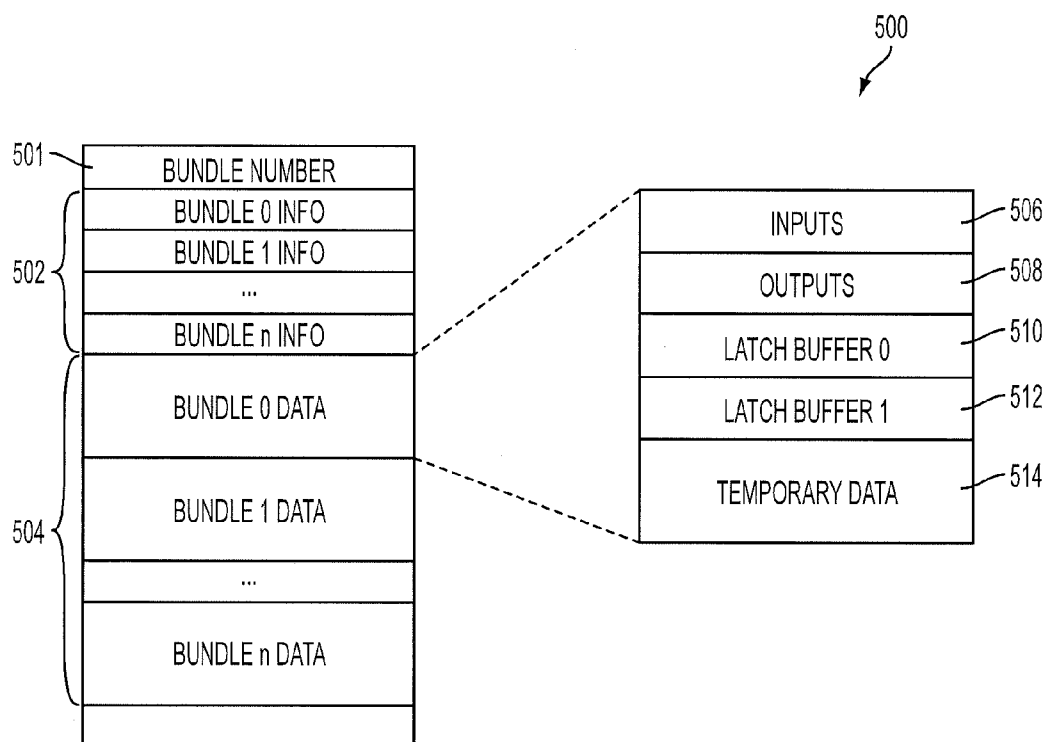 500
501
BUNDLE NUMBER
502
BUNDLE 0 INFO
BUNDLE 1 INFO
...
BUNDLE n INFO
504
BUNDLE 0 DATA
BUNDLE 1 DATA
...
BUNDLE n DATA
INPUTS
506
OUTPUTS
508
LATCH BUFFER 0
510
LATCH BUFFER 1
512
TEMPORARY DATA
514